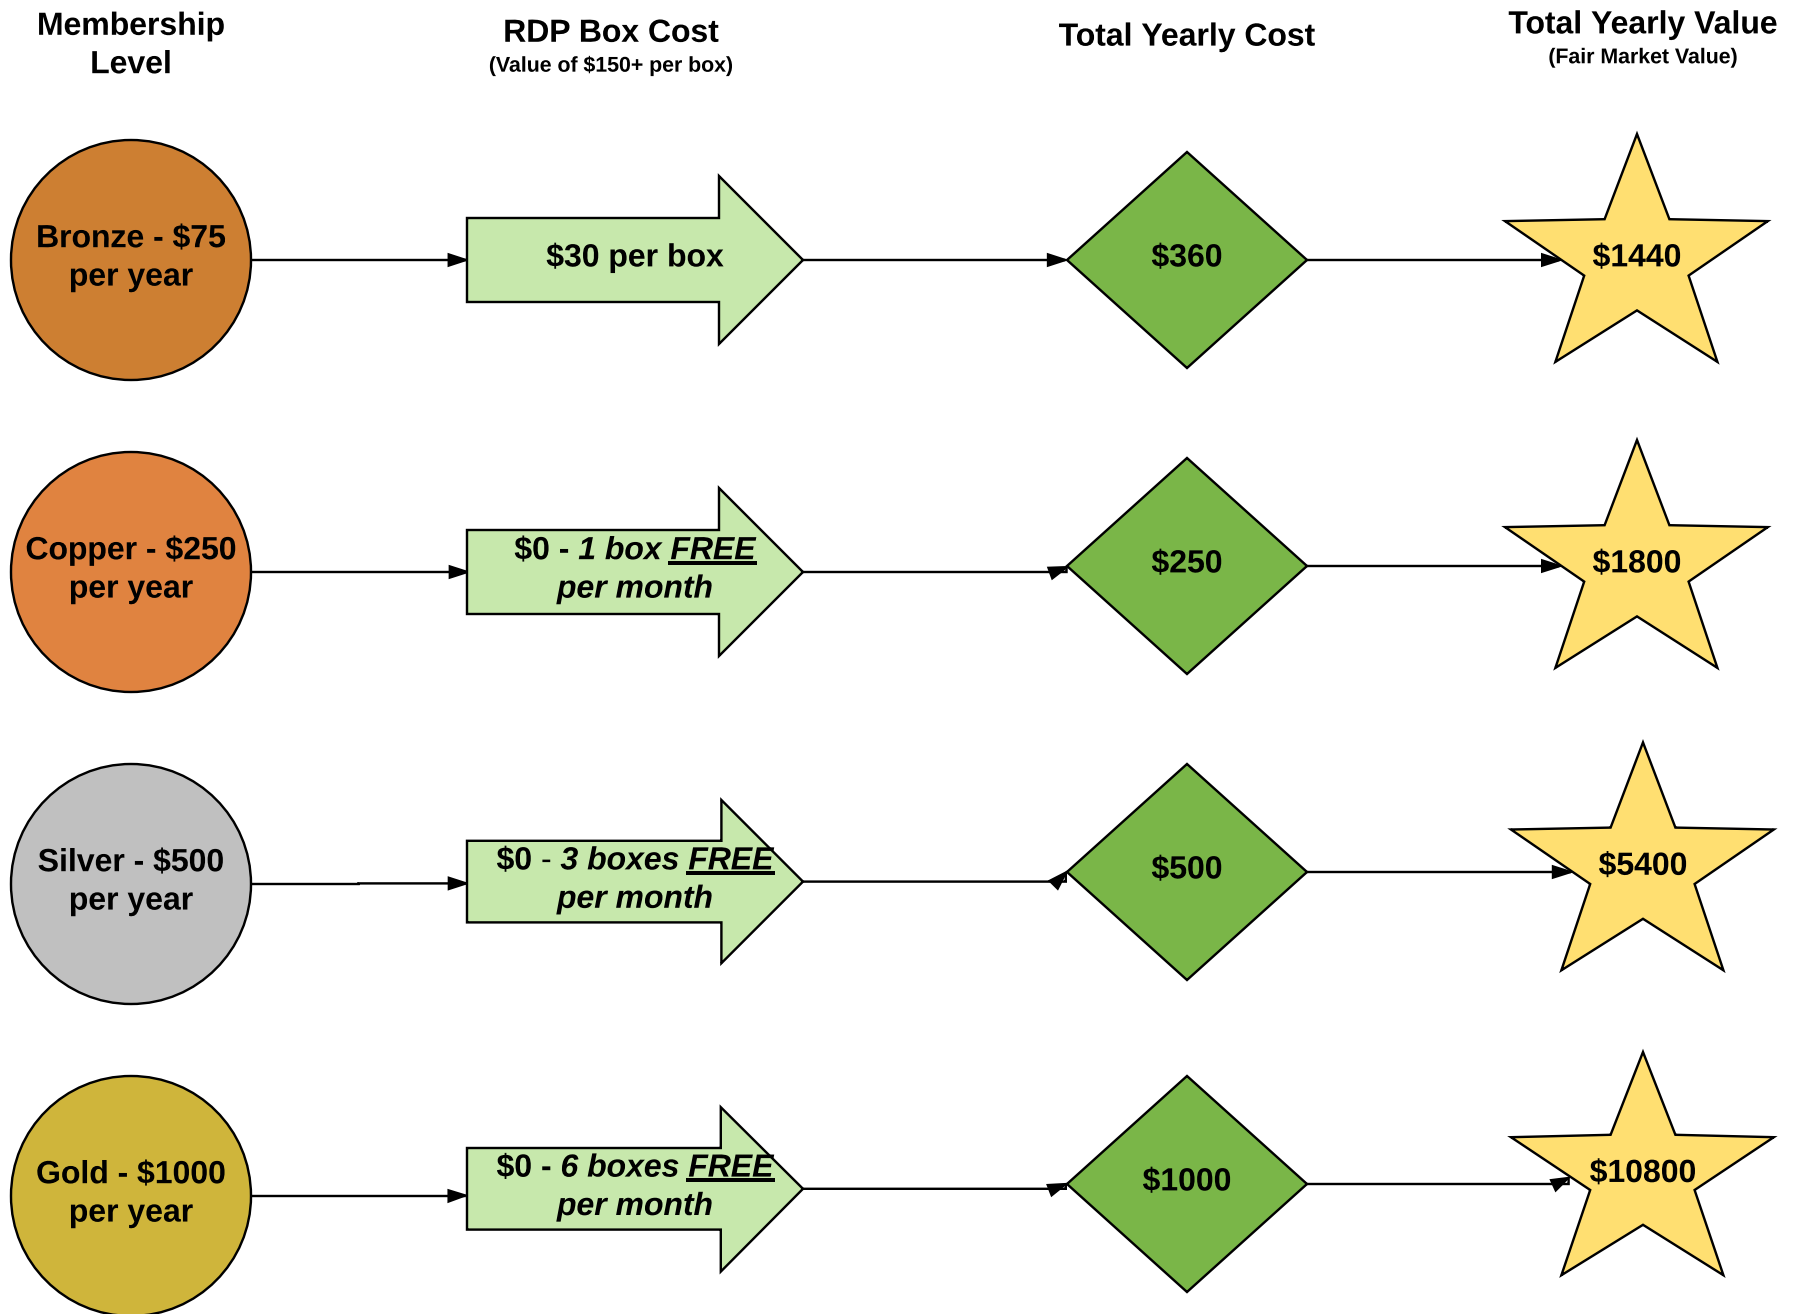 Membership
Level
RDP Box Cost
(Value of $150+ per box)
Total Yearly Cost
Total Yearly Value
(Fair Market Value)
Bronze - $75
per year
$30 per box
$360
$1440
Copper - $250
per year
$0 - 1 box FREE
per month
$250
$1800
Silver - $500
per year
$0 - 3 boxes FREE
per month
$500
$5400
Gold - $1000
per year
$0 - 6 boxes FREE
per month
$1000
$10800